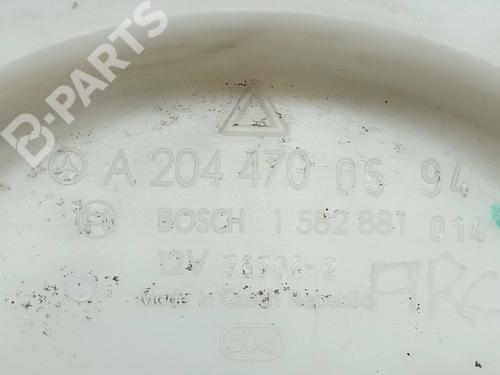 B-PARTS
A 204 470 06 94
BOSCH 1 582 881 014
12V
Made in Czech Republic